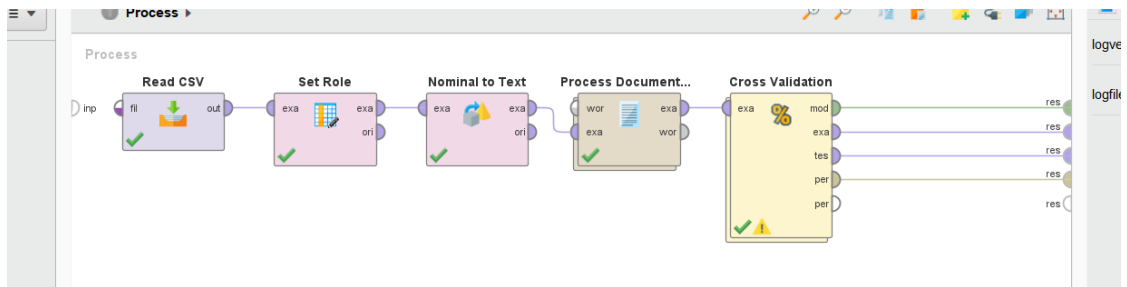 Process
logve
Process
Read CSV Set Role Nominal to Text Process Document... Cross Validation
inp fil out exa exa exa exa wor exa exa mod res
ori ori exa wor exa res
tes res
per res
per res
logfile